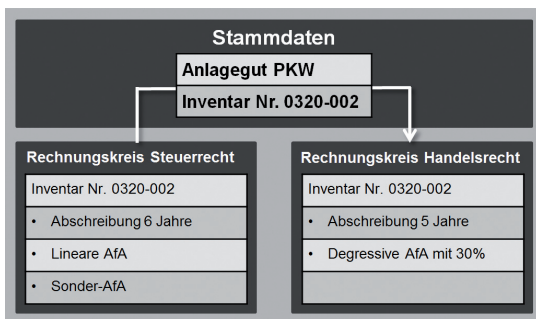 Stammdaten
Anlagegut PKW
Inventar Nr. 0320-002
Rechnungskreis Steuerrecht
Inventar Nr. 0320-002
• Abschreibung 6 Jahre
• Lineare AfA
• Sonder-AfA
Rechnungskreis Handelsrecht
Inventar Nr. 0320-002
• Abschreibung 5 Jahre
• Degressive AfA mit 30%